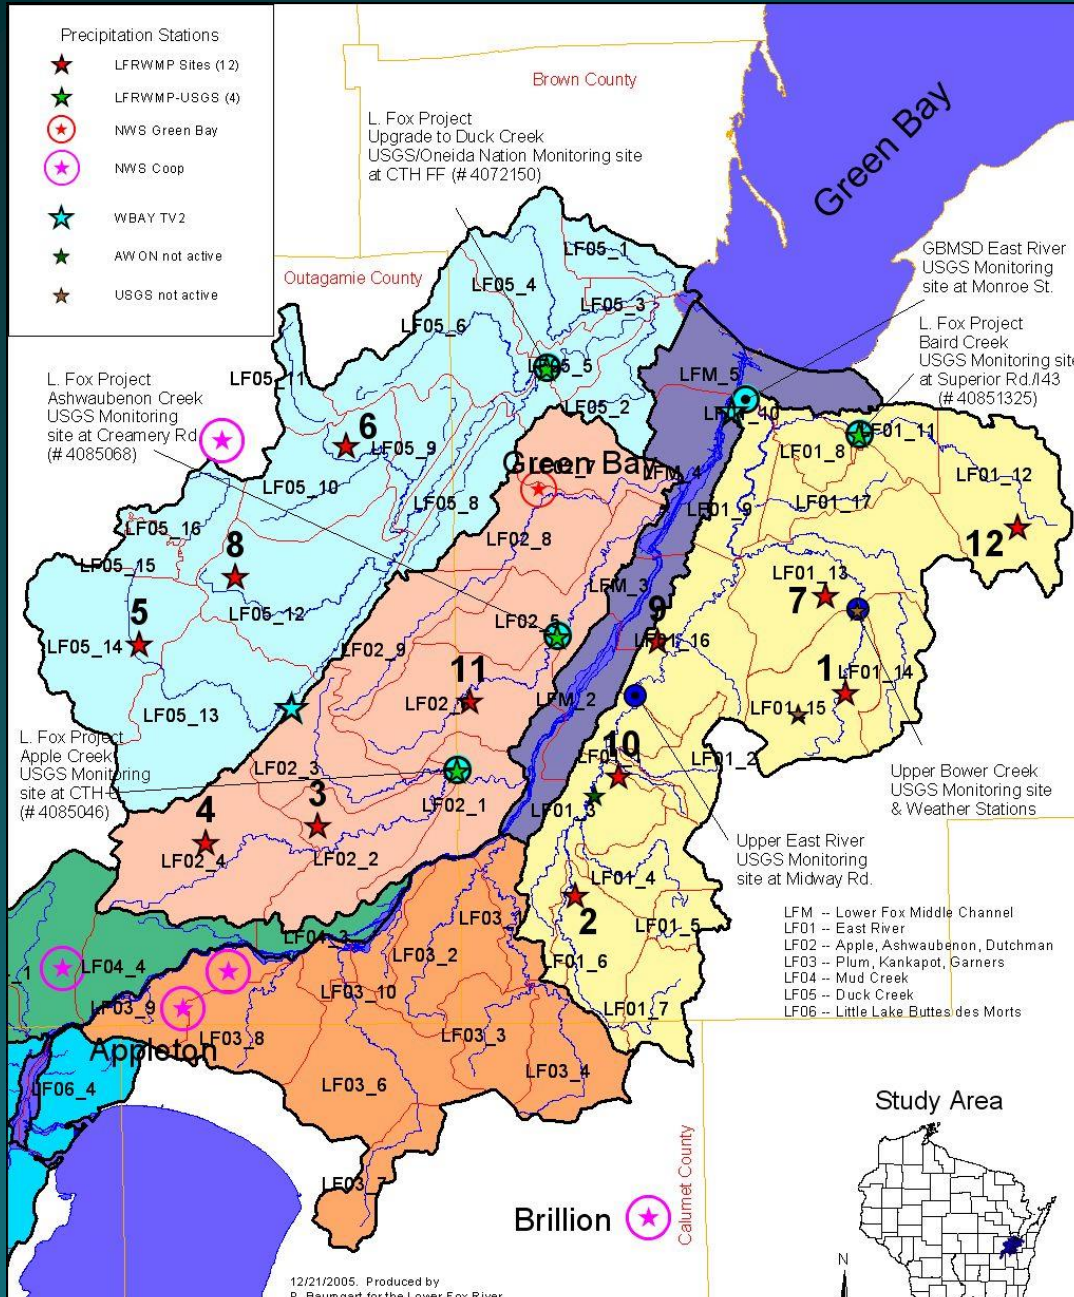 Precipitation Stations
LFRWMP Sites (12)
LFRWMP-USGS (4)
NWS Green Bay
NWS Coop
WBAY TV2
AWON not active
USGS not active
Brown County
L. Fox Project
Upgrade to Duck Creek
USGS/Oneida Nation Monitoring site
at CTH FF (# 4072150)
Green Bay
Outagamie County
GBMSD East River
USGS Monitoring
site at Monroe St.
L. Fox Project
Baird Creek
USGS Monitoring site
at Superior Rd./I43
(# 40851325)
L. Fox Project
Ashwaubenon Creek
USGS Monitoring
site at Creamery Rd.
(# 4085068)
LF05_1
LF05_4
LF05_3
LF05_6
LF05_11
LF05_5
LF05_2
LFM_5
LF05_9
6
LF01_8
LF01_11
LF01_12
Green Bay
LFM_4
LF05_10
LF05_8
LF01_9
LF01_17
LF05_16
LF02_8
12
8
LF05_15
LFM_3
LF01_13
7
LF05_12
5
LF02_5
9
LF01_16
LF05_14
LF02_9
11
1
LF01_14
LFM_2
LF05_13
LF01_15
L. Fox Project
Apple Creek
USGS Monitoring
site at CTH-
(# 4085046)
10
LF01_2
LF02_3
LF02_1
LF01_3
Upper Bower Creek
USGS Monitoring site
& Weather Stations
4
3
LF02_4
LF02_2
Upper East River
USGS Monitoring
site at Midway Rd.
LF01_4
2
LF01_5
LFM -- Lower Fox Middle Channel
LF01 -- East River
LF02 -- Apple, Ashwaubenon, Dutchman
LF03 -- Plum, Kankapot, Garners
LF04 -- Mud Creek
LF05 -- Duck Creek
LF06 -- Little Lake Buttes des Morts
LF03_1
LF04_3
LF03_2
_1
LF04_4
LF01_6
LF03_10
LF03_9
LF01_7
Appleton
LF03_8
LF03_3
LF03_4
LF06_4
LF03_6
Study Area
LF03_7
Brillion
Calumet County
N
12/21/2005. Produced by
P. Baumgart for the Lower Fox River